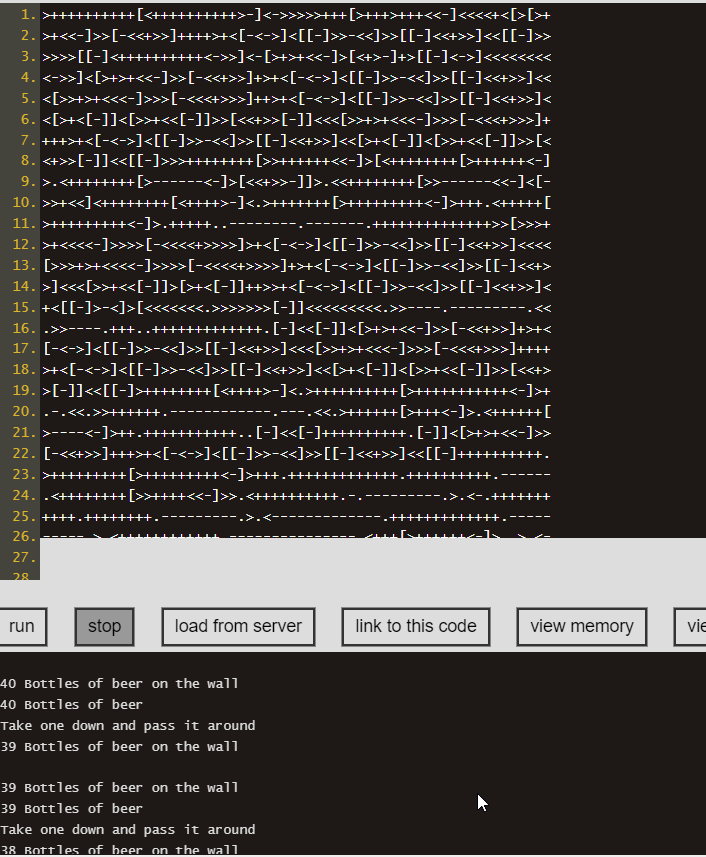 1. >++++++++++[<++++++++++>-]<->>>>>+++[>+++>+++<<-]<<<<+<[>[>+
2. >+<<-]>>[-<<+>>]++++>+<[-<->]<[[-]>>-<<]>>[[-]<<+>>]<<[[-]>>
3. >>>>[[-]<++++++++++<->>]<-[>+>+<<-]>[<+>-]+>[[-]<->]<<<<<<<<
4. <->>]<[>+>+<<-]>>[-<<+>>]+>+<[-<->]<[[-]>>-<<]>>[[-]<<+>>]<<
5. <[>>+>+<<<-]>>>[-<<<+>>>]++>+<[-<->]<[[-]>>-<<]>>[[-]<<+>>]<
6. <[>+<[-]]<[>>+<<[-]]>>[<<+>>[-]]<<<[>>+>+<<<-]>>>[-<<<+>>>]+
7. +++>+<[-<->]<[[-]>>-<<]>>[[-]<<+>>]<<[>+<[-]]<[>>+<<[-]]>>[<
8. <+>>[-]]<<[[-]>>>++++++++[>>++++++<<-]>[<++++++++[>++++++<-]
9. >.<++++++++[>------<-]>[<<+>>-]]>.<<++++++++[>>------<<-]<[-
10. >>+<<]<++++++++[<++++>-]<.>+++++++[>+++++++++<-]>+++.<+++++[
11. >+++++++++<-]>.+++++..--------.-------.++++++++++++++>>[>>>+
12. >+<<<<-]>>>>[-<<<<+>>>>]>+<[-<->]<[[-]>>-<<]>>[[-]<<+>>]<<<<
13. [>>>+>+<<<<-]>>>>[-<<<<+>>>>]+>+<[-<->]<[[-]>>-<<]>>[[-]<<+>
14. >]<<<[>>+<<[-]]>[>+<[-]]++>>+<[-<->]<[[-]>>-<<]>>[[-]<<+>>]<
15. +<[[-]>-<]>[<<<<<<<.>>>>>>>[-]]<<<<<<<<<.>>----.---------.<<
16. .>>----.+++..+++++++++++++.[-]<<[-]]<[>+>+<<-]>>[-<<+>>]+>+<
17. [-<->]<[[-]>>-<<]>>[[-]<<+>>]<<<[>>+>+<<<-]>>>[-<<<+>>>]++++
18. >+<[-<->]<[[-]>>-<<]>>[[-]<<+>>]<<[>+<[-]]<[>>+<<[-]]>>[<<+>
19. >[-]]<<[[-]>++++++++[<++++>-]<.>++++++++++[>+++++++++++<-]>+
20. .-.<<.>>++++++.------------.---.<<.>++++++[>+++<-]>.<++++++[
21. >----<-]>++.+++++++++++..[-]<<[-]++++++++++.[-]]<[>+>+<<-]>>
22. [-<<+>>]+++>+<[-<->]<[[-]>>-<<]>>[[-]<<+>>]<<[[-]++++++++++.
23. >+++++++++[>+++++++++<-]>+++.+++++++++++++.++++++++++.------
24. .<++++++++[>>++++<<-]>>.<++++++++++.-.---------.>.<-.+++++++
25. ++++.++++++++.---------.>.<-------------.+++++++++++++.-----
26.
27.
28
run
stop
load from server
link to this code
view memory
vie
40 Bottles of beer on the wall
40 Bottles of beer
Take one down and pass it around
39 Bottles of beer on the wall
39 Bottles of beer on the wall
39 Bottles of beer
Take one down and pass it around
38 Bottles of beer on the wall